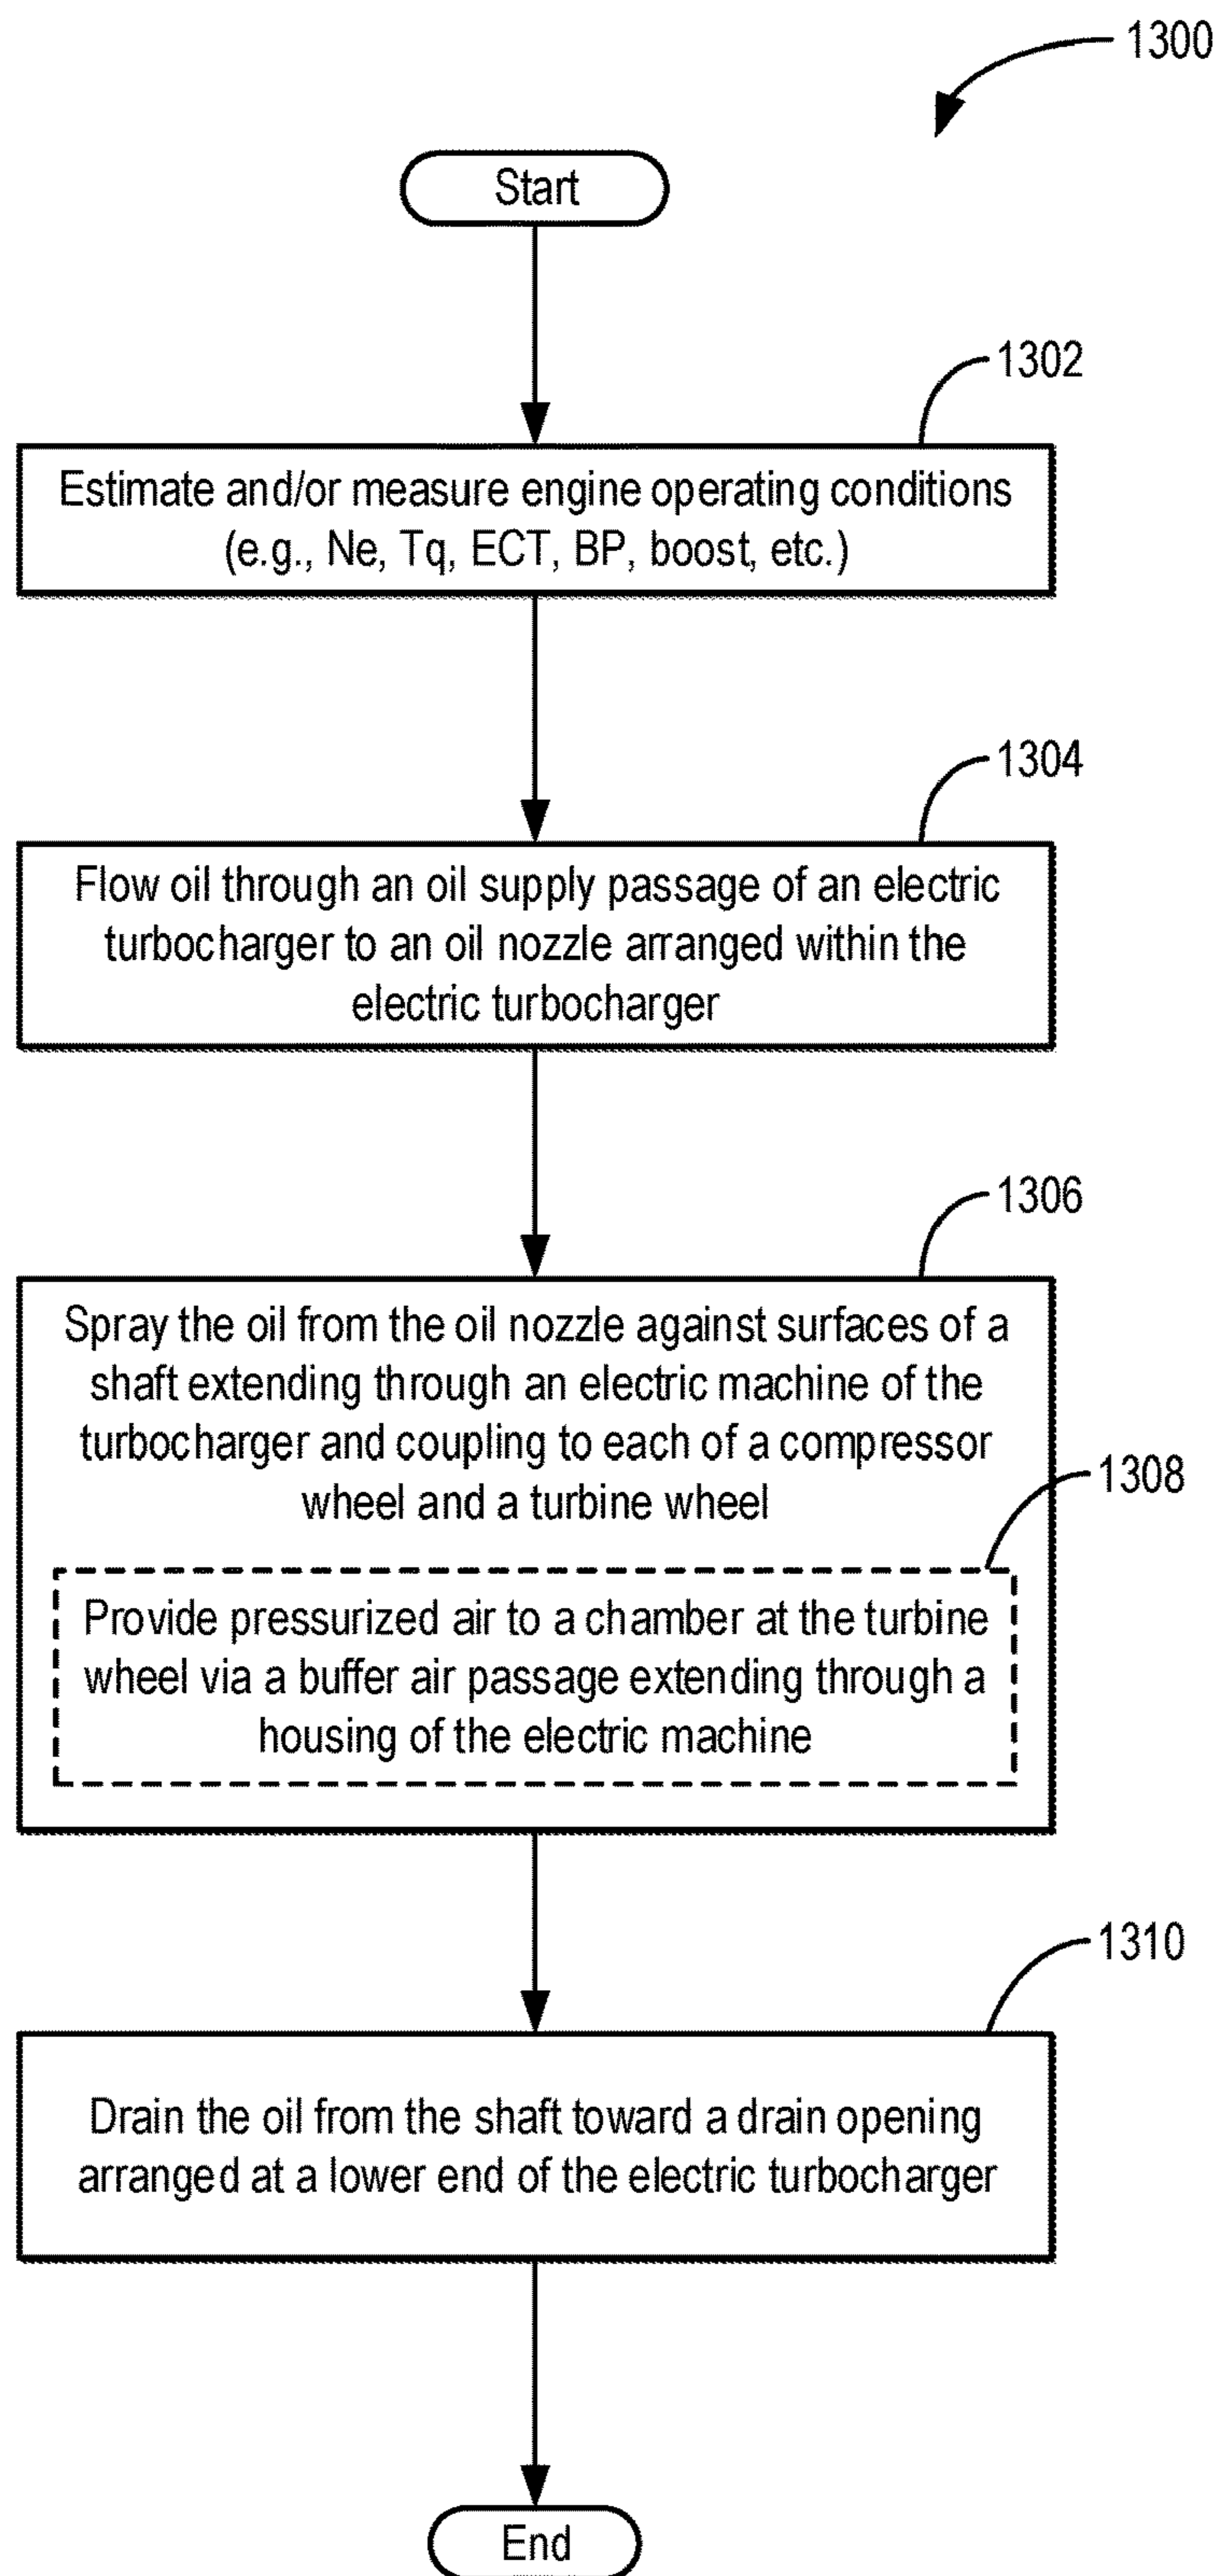 1300
Start
1302
Estimate and/or measure engine operating conditions
(e.g., Ne, Tq, ECT, BP, boost, etc.)
1304
Flow oil through an oil supply passage of an electric
turbocharger to an oil nozzle arranged within the
electric turbocharger
1306
Spray the oil from the oil nozzle against surfaces of a
shaft extending through an electric machine of the
turbocharger and coupling to each of a compressor
wheel and a turbine wheel
1308
Provide pressurized air to a chamber at the turbine
wheel via a buffer air passage extending through a
housing of the electric machine
1310
Drain the oil from the shaft toward a drain opening
arranged at a lower end of the electric turbocharger
End